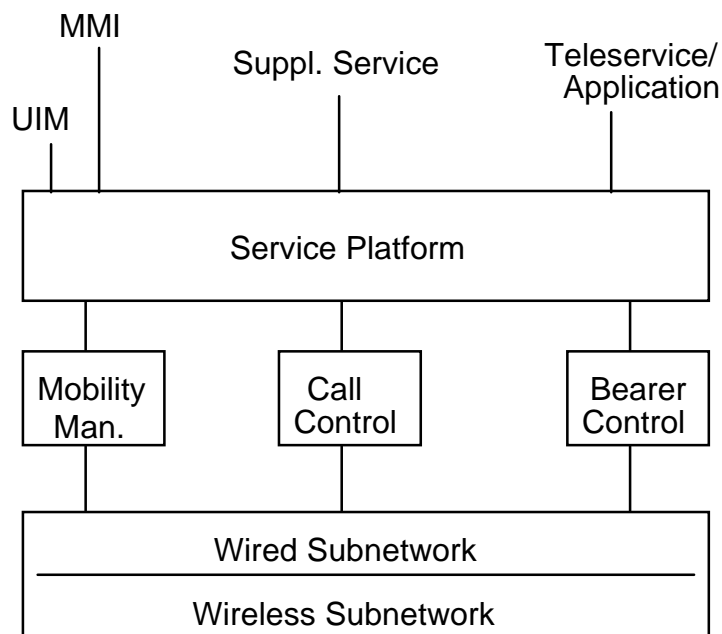 MMI
Suppl. Service
Teleservice/
Application
UIM
Service Platform
Mobility
Man.
Call
Control
Bearer
Control
Wired Subnetwork
Wireless Subnetwork